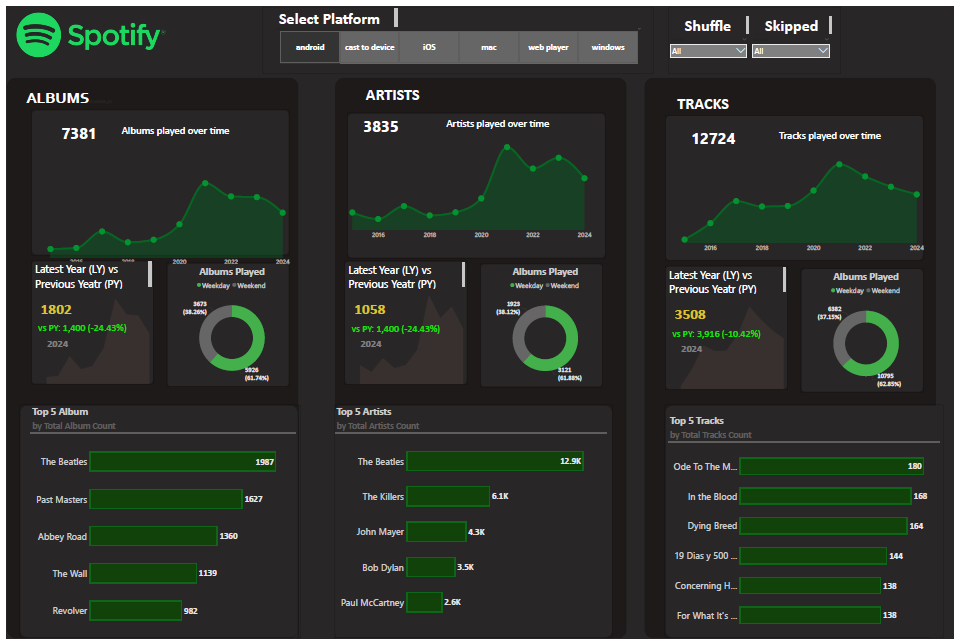 Spotify
Select Platform
android
cast to device
iOS
mac
web player
windows
Shuffle
All
Skipped
All
ALBUMS
7381
Albums played over time
2020
2022
2024
Latest Year (LY) vs
Previous Yeatr (PY)
1802
vs PY: 1,400 (-24.43%)
2024
Albums Played
Weekday
Weekend
3673
(38.26%)
5926
(61.74%)
Top 5 Album
by Total Album Count
The Beatles
1987
Past Masters
1627
Abbey Road
1360
The Wall
1139
Revolver
982
ARTISTS
3835
Artists played over time
2016
2018
2020
2022
2024
Latest Year (LY) vs
Previous Yeatr (PY)
1058
vs PY: 1,400 (-24.43%)
2024
Albums Played
Weekday
Weekend
1923
(38.12%)
3121
(61.88%)
Top 5 Artists
by Total Artists Count
The Beatles
12.9K
The Killers
6.1K
John Mayer
4.3K
Bob Dylan
3.5K
Paul McCartney
2.6K
TRACKS
12724
Tracks played over time
2016
2018
2020
2022
2024
Latest Year (LY) vs
Previous Yeatr (PY)
3508
vs PY: 3,916 (-10.42%)
2024
Albums Played
Weekday
Weekend
6382
(37.15%)
10795
(62.85%)
Top 5 Tracks
by Total Tracks Count
Ode To The M...
180
In the Blood
168
Dying Breed
164
19 Dias y 500 ...
144
Concerning H...
138
For What It's ...
138